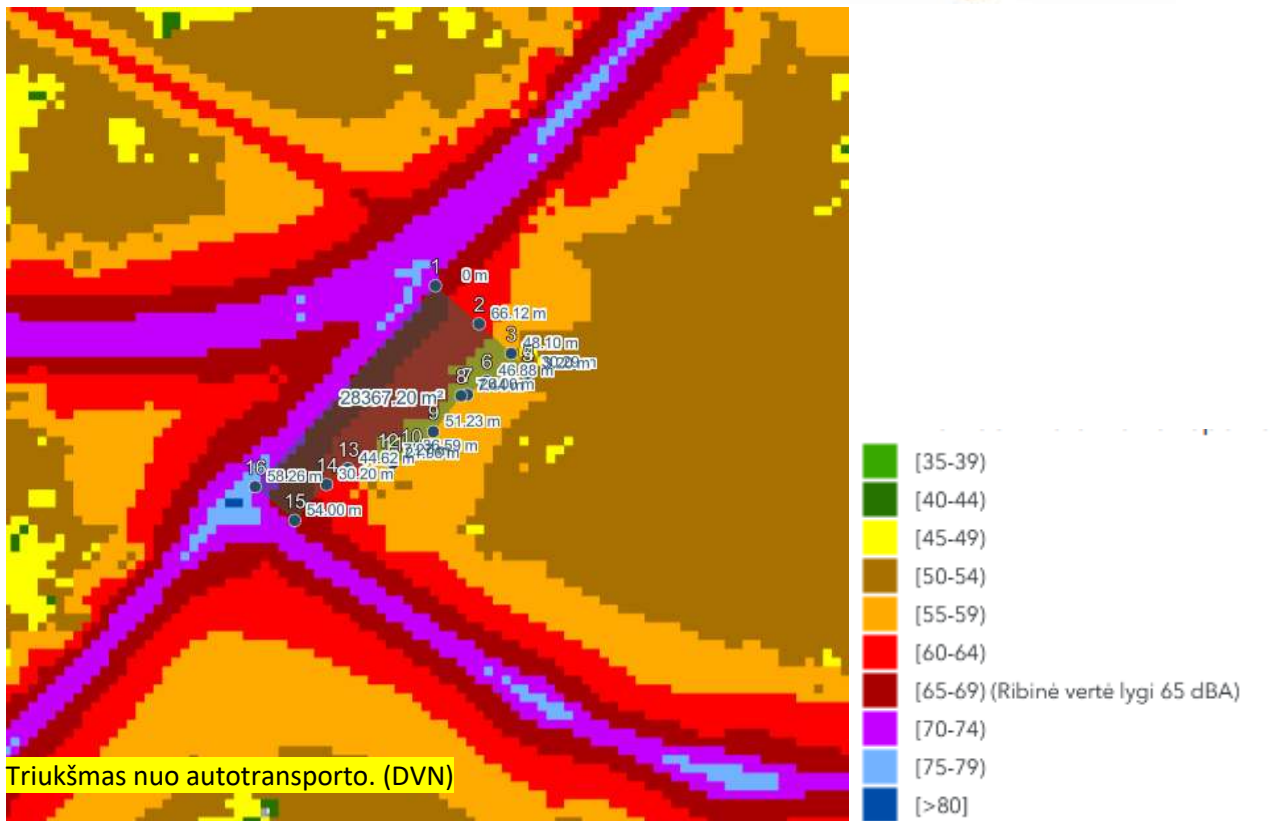 1
0 m
2
66.12 m
3
48.10 m
6
46.88 m
8
7
28367.20 m²
9
51.23 m
10
13
44.62 m
14
30.20 m
16
58.26 m
15
54.00 m
Triukšmas nuo autotransporto. (DVN)
[35-39)
[40-44)
[45-49)
[50-54)
[55-59)
[60-64)
[65-69) (Ribinė vertė lygi 65 dBA)
[70-74)
[75-79)
[>80]